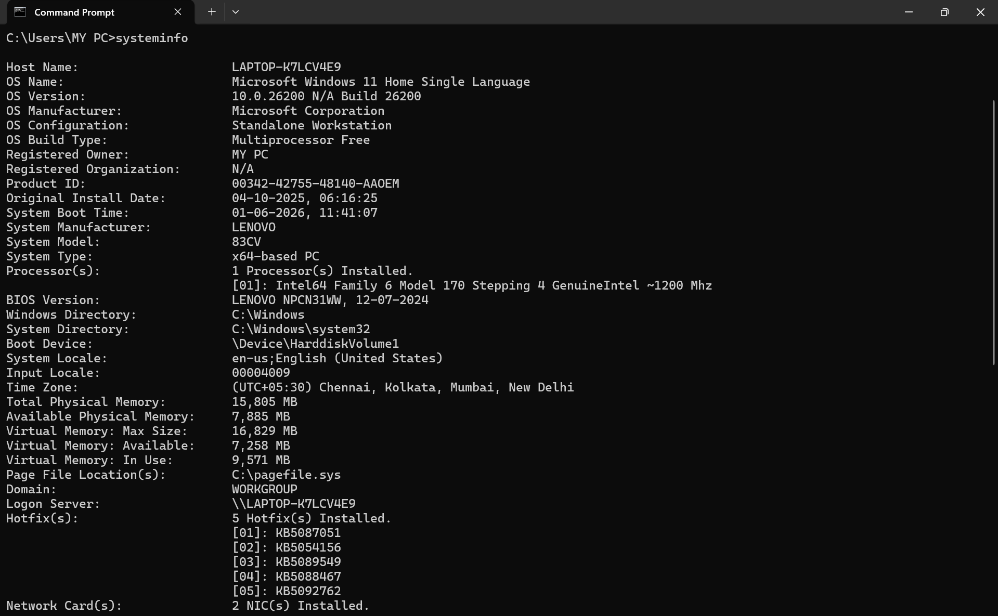 Command Prompt
C:\Users\MY PC>systeminfo
Host Name: LAPTOP-K7LCV4E9
OS Name: Microsoft Windows 11 Home Single Language
OS Version: 10.0.26200 N/A Build 26200
OS Manufacturer: Microsoft Corporation
OS Configuration: Standalone Workstation
OS Build Type: Multiprocessor Free
Registered Owner: MY PC
Registered Organization: N/A
Product ID: 00342-42755-48140-AAOEM
Original Install Date: 04-10-2025, 06:16:25
System Boot Time: 01-06-2026, 11:41:07
System Manufacturer: LENOVO
System Model: 83CV
System Type: x64-based PC
Processor(s): 1 Processor(s) Installed.
[01]: Intel64 Family 6 Model 170 Stepping 4 GenuineIntel ~1200 Mhz
BIOS Version: LENOVO NPCN31WW, 12-07-2024
Windows Directory: C:\Windows
System Directory: C:\Windows\system32
Boot Device: \Device\HarddiskVolume1
System Locale: en-us;English (United States)
Input Locale: 00004009
Time Zone: (UTC+05:30) Chennai, Kolkata, Mumbai, New Delhi
Total Physical Memory: 15,805 MB
Available Physical Memory: 7,885 MB
Virtual Memory: Max Size: 16,829 MB
Virtual Memory: Available: 7,258 MB
Virtual Memory: In Use: 9,571 MB
Page File Location(s): C:\pagefile.sys
Domain: WORKGROUP
Logon Server: \\LAPTOP-K7LCV4E9
Hotfix(s): 5 Hotfix(s) Installed.
[01]: KB5087051
[02]: KB5054156
[03]: KB5089549
[04]: KB5088467
[05]: KB5092762
Network Card(s): 2 NIC(s) Installed.